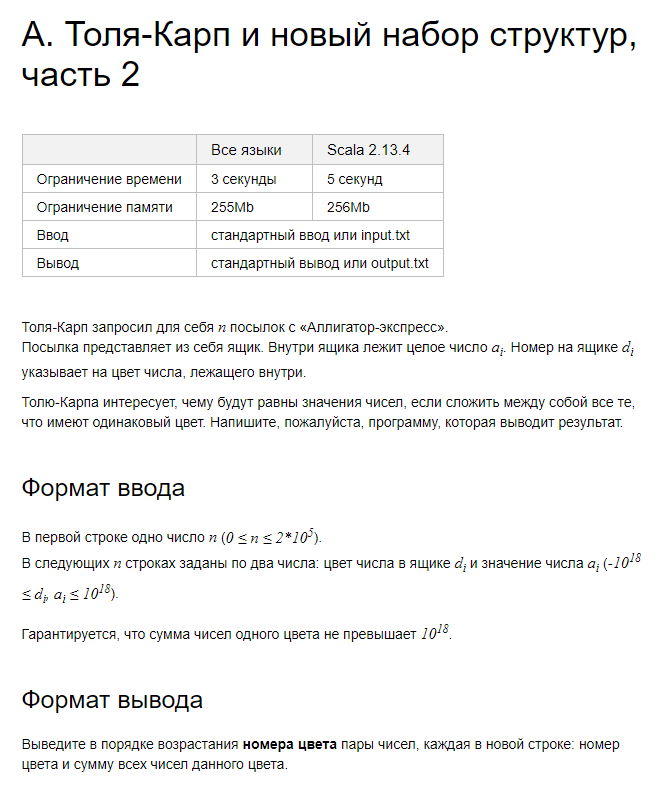 А. Толя-Карп и новый набор структур,
часть 2
Все языки Scala 2.13.4
Ограничение времени 3 секунды 5 секунд
Ограничение памяти 255Mb 256Mb
Ввод стандартный ввод или input.txt
Вывод стандартный вывод или output.txt
Толя-Карп запросил для себя n посылок с «Аллигатор-экспресс».
Посылка представляет из себя ящик. Внутри ящика лежит целое число a_i. Номер на ящике d_i
указывает на цвет числа, лежащего внутри.
Толю-Карпа интересует, чему будут равны значения чисел, если сложить между собой все те,
что имеют одинаковый цвет. Напишите, пожалуйста, программу, которая выводит результат.
Формат ввода
В первой строке одно число n (0 ≤ n ≤ 2*10^5).
В следующих n строках заданы по два числа: цвет числа в ящике d_i и значение числа a_i (-10^18
≤ d_i, a_i ≤ 10^18).
Гарантируется, что сумма чисел одного цвета не превышает 10^18.
Формат вывода
Выведите в порядке возрастания номера цвета пары чисел, каждая в новой строке: номер
цвета и сумму всех чисел данного цвета.